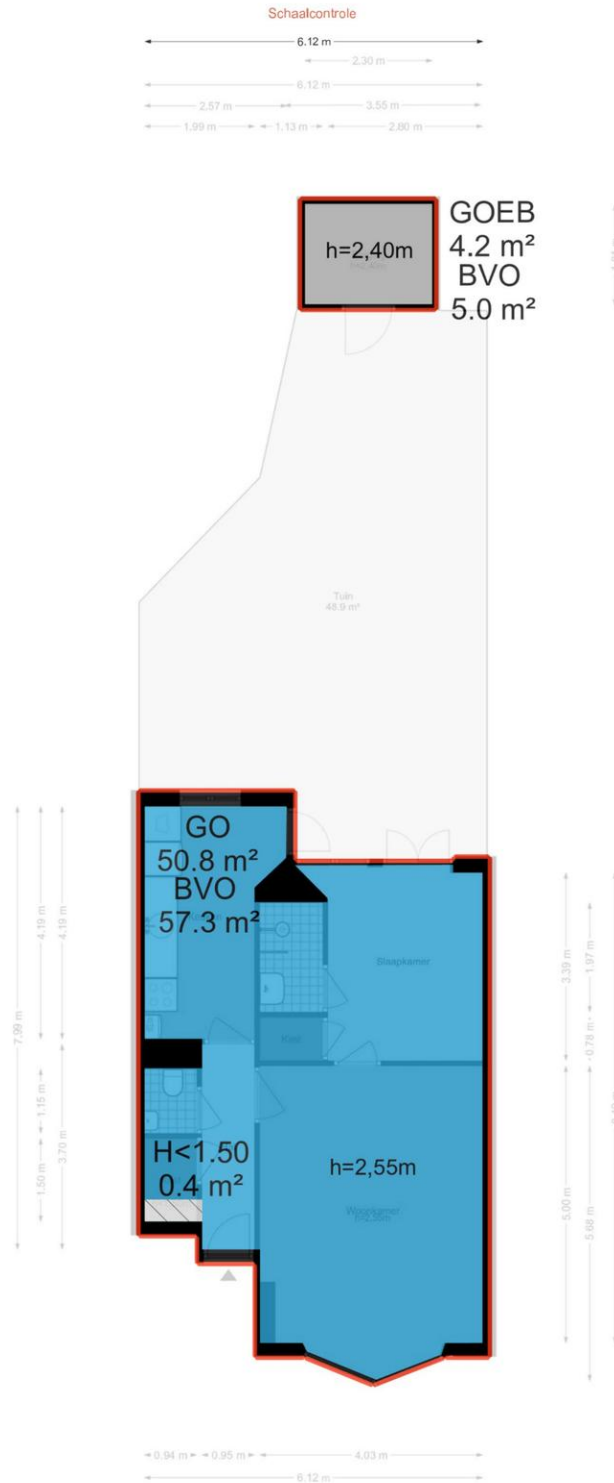 Schaalcontrole
6.12 m
2.30 m
6.12 m
2.57 m
3.55 m
1.99 m
1.13 m
2.80 m
GOEB
4.2 m²
BVO
5.0 m²
h=2,40m
Tuin
48.9 m²
GO
50.8 m²
BVO
57.3 m²
Slaapkamer
Kast
H<1.50
0.4 m²
h=2,55m
Woonkamer
4.19 m
4.19 m
7.99 m
1.15 m
3.70 m
1.50 m
3.39 m
1.97 m
0.78 m
5.00 m
5.68 m
0.94 m
0.95 m
4.03 m
6.12 m